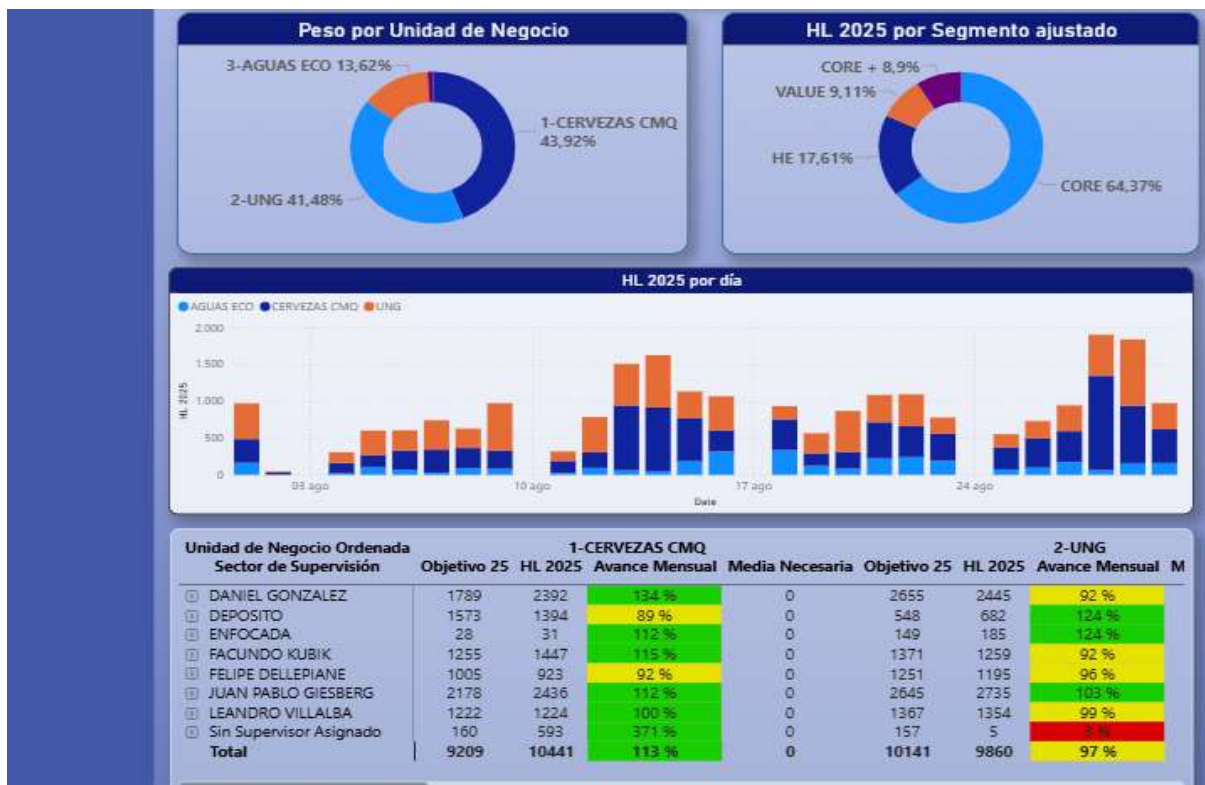 Peso por Unidad de Negocio
3-AGUAS ECO 13,62%
1-CERVEZAS CMQ
43,92%
2-UNG 41,48%
HL 2025 por Segmento ajustado
CORE + 8,9%
VALUE 9,11%
HE 17,61%
CORE 64,37%
HL 2025 por día
AGUAS ECO CERVEZAS CMQ UNG
2.000
1.500
1.000
500
0
HL 2025
03 ago 10 ago 17 ago 24 ago
Date
Unidad de Negocio Ordenada 1-CERVEZAS CMQ 2-UNG
Sector de Supervisión Objetivo 25 HL 2025 Avance Mensual Media Necesaria Objetivo 25 HL 2025 Avance Mensual M
DANIEL GONZALEZ 1789 2392 134 % 0 2655 2445 92 %
DEPOSITO 1573 1394 89 % 0 548 682 124 %
ENFOCADA 28 31 112 % 0 149 185 124 %
FACUNDO KUBIK 1255 1447 115 % 0 1371 1259 92 %
FELIPE DELLEPIANE 1005 923 92 % 0 1251 1195 96 %
JUAN PABLO GIESBERG 2178 2436 112 % 0 2645 2735 103 %
LEANDRO VILLALBA 1222 1224 100 % 0 1367 1354 99 %
Sin Supervisor Asignado 160 593 371 % 0 157 5 3 %
Total 9209 10441 113 % 0 10141 9860 97 %